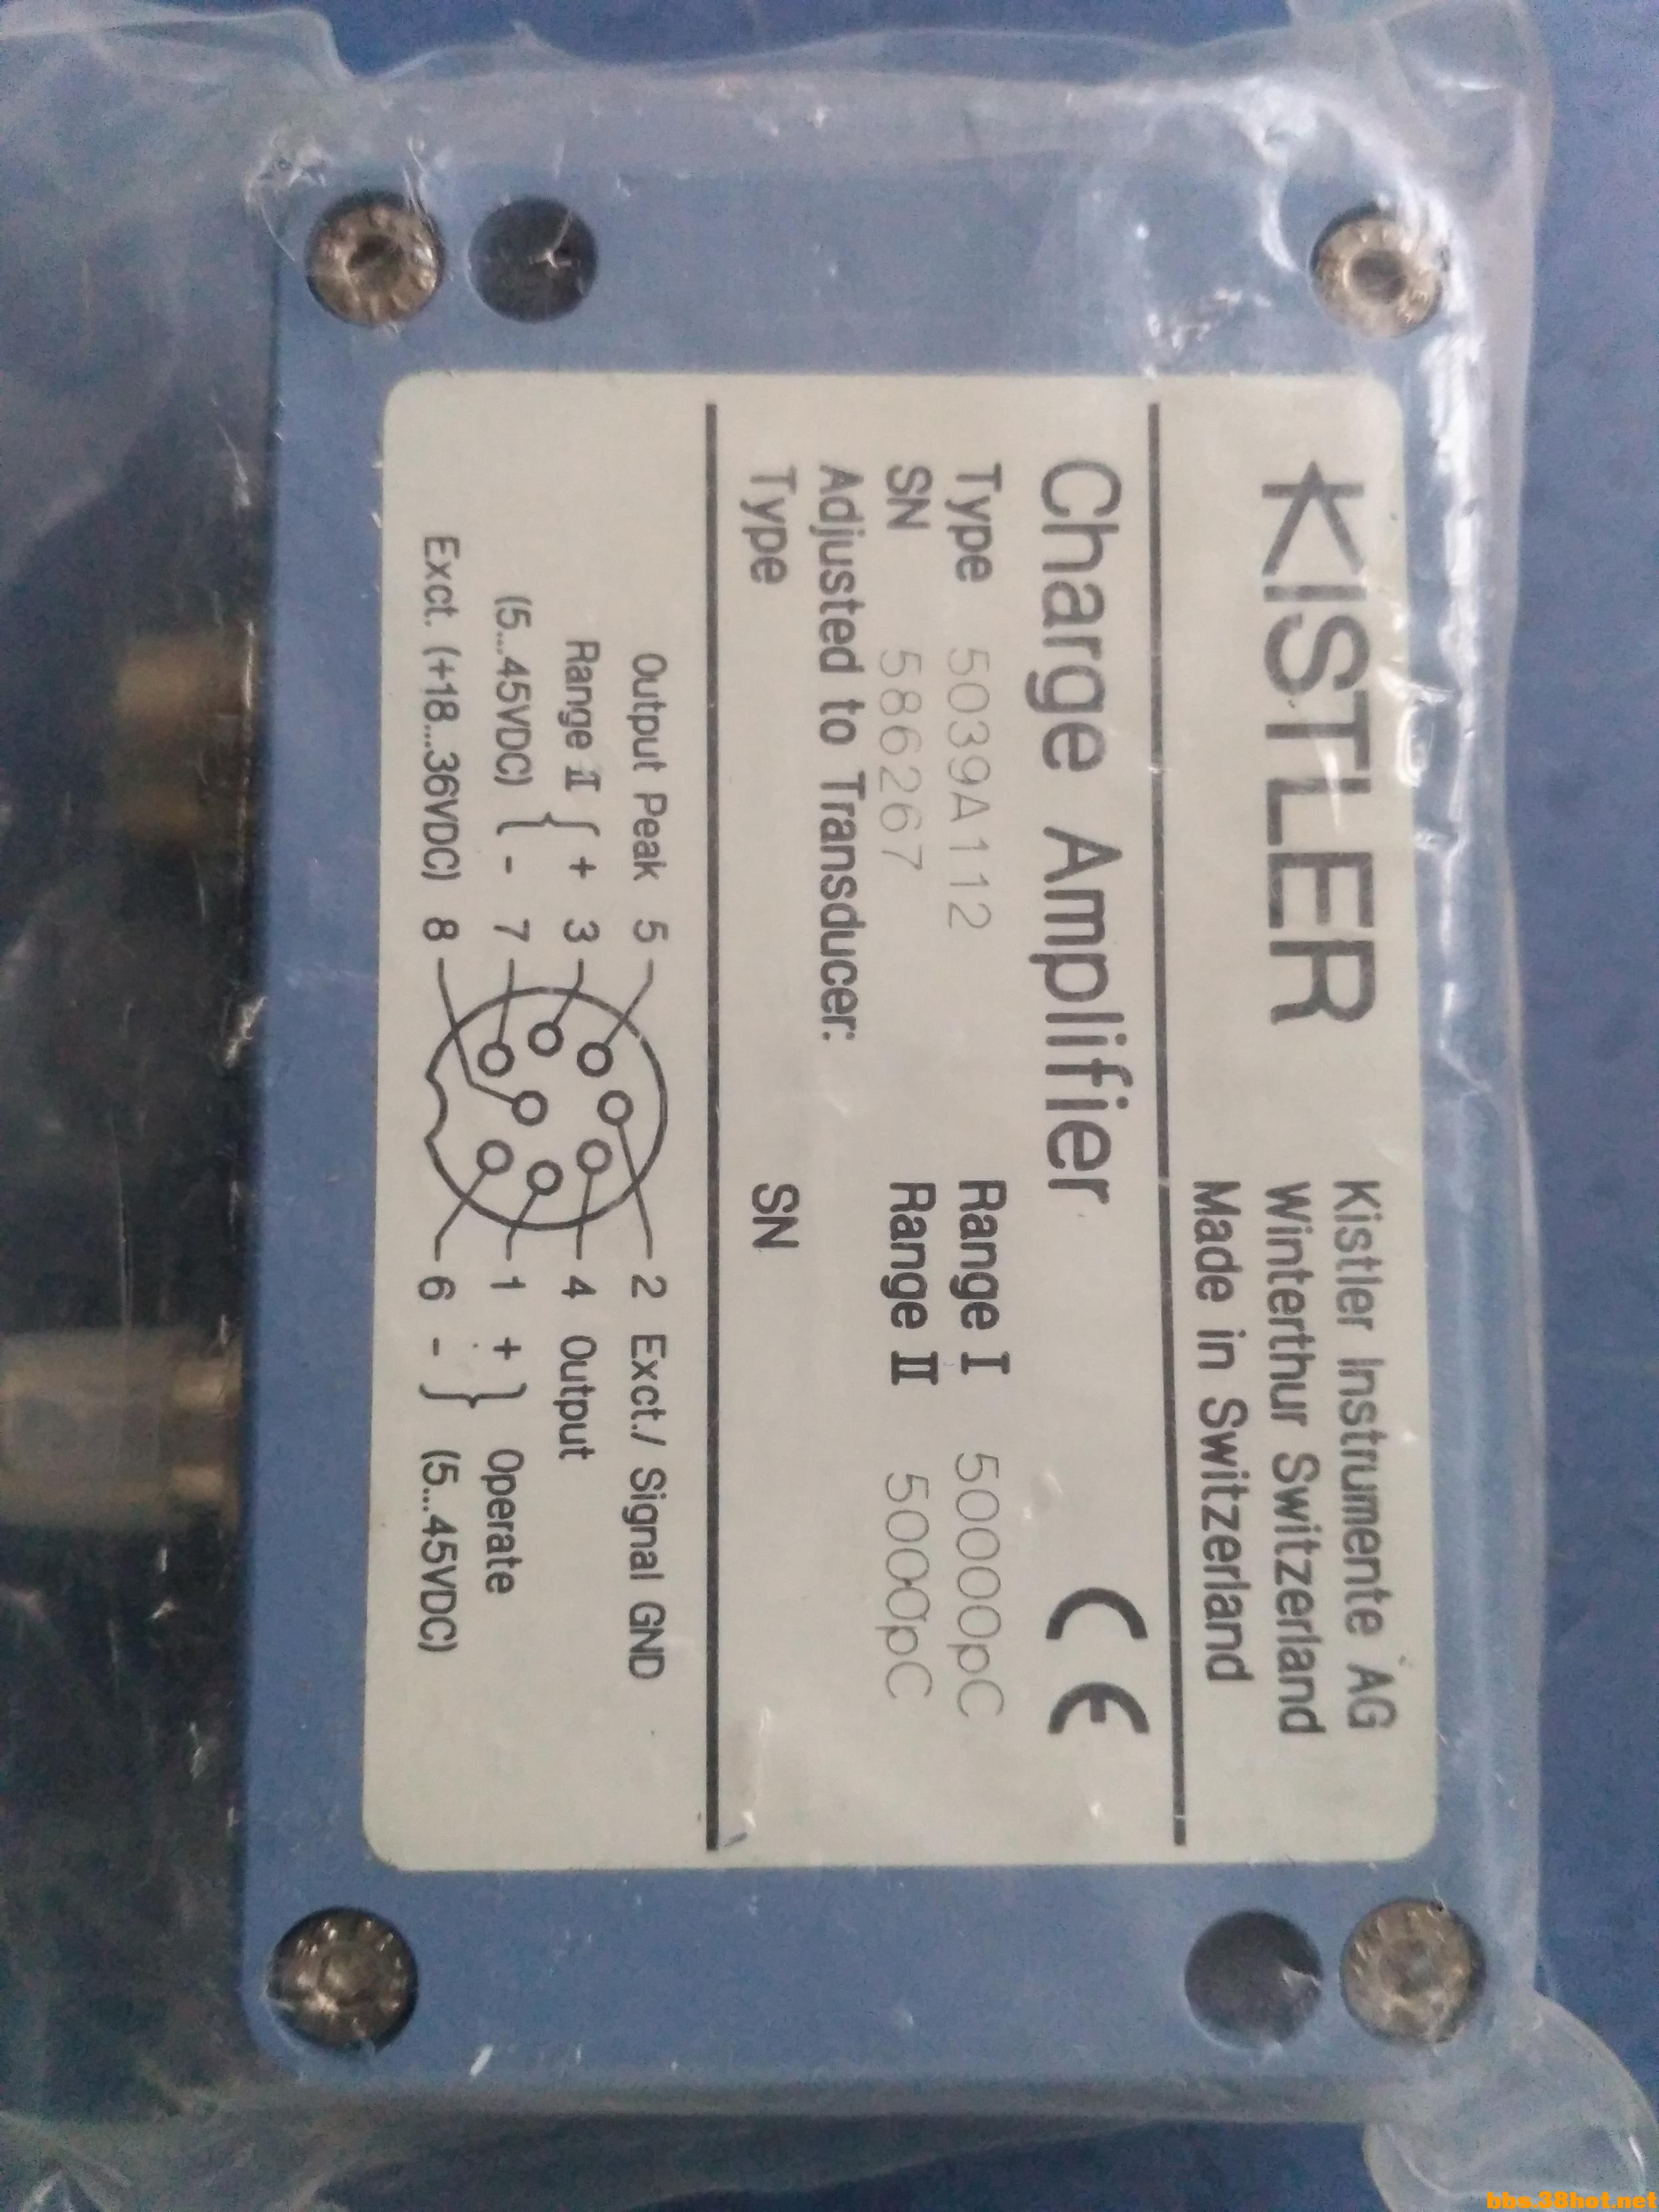 KISTLER
Kistler Instrumente AG
Winterthur Switzerland
Made in Switzerland
Charge Amplifier CE
Type 5039A112 Range I 50000pC
SN 586267 Range II 5000pC
Adjusted to Transducer:
Type SN
Output Peak 5 2 Exct./ Signal GND
Range II { + 3 4 Output
(5...45VDC) { - 7 1 + } Operate
Exct. (+18...36VDC) 8 6 - } (5...45VDC)
bbs.38hot.net